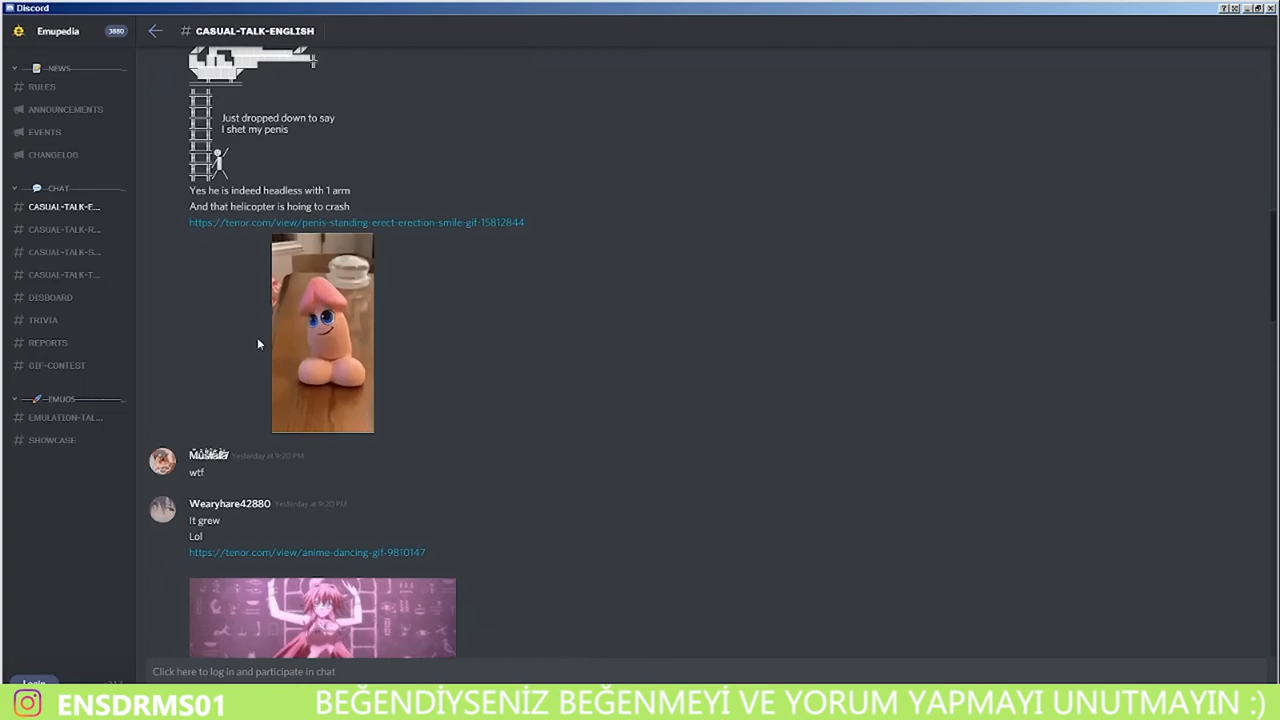 Discord
Emupedia
3880
# CASUAL-TALK-ENGLISH
NEWS
RULES
ANNOUNCEMENTS
EVENTS
CHANGELOG
CHAT
CASUAL-TALK-E...
CASUAL-TALK-R...
CASUAL-TALK-S...
CASUAL-TALK-T...
DISBOARD
TRIVIA
REPORTS
GIF-CONTEST
EMUOS
EMULATION-TAL...
SHOWCASE
Just dropped down to say
I shet my penis
Yes he is indeed headless with 1 arm
And that helicopter is hoing to crash
https://tenor.com/view/penis-standing-erect-erection-smile-gif-15812844
Yesterday at 9:20 PM
wtf
Wearyhare42880 Yesterday at 9:20 PM
It grew
Lol
https://tenor.com/view/anime-dancing-gif-9810147
Click here to log in and participate in chat
Login
ENSDRMS01
BEĞENDİYSENİZ BEĞENMEYİ VE YORUM YAPMAYI UNUTMAYIN :)